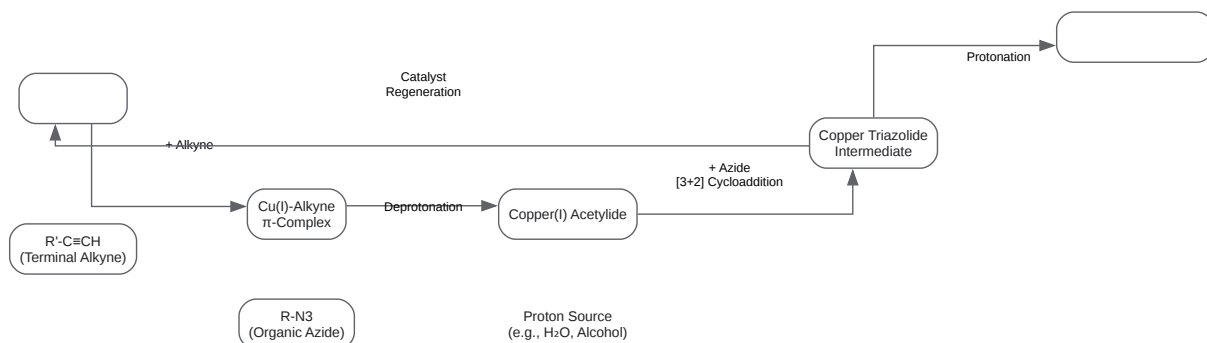 Catalyst
Regeneration
Protonation
+ Alkyne
Copper Triazolide
Intermediate
+ Azide
[3+2] Cycloaddition
Cu(I)-Alkyne
π-Complex
Deprotonation
Copper(I) Acetylide
R'-C≡CH
(Terminal Alkyne)
R-N3
(Organic Azide)
Proton Source
(e.g., H₂O, Alcohol)